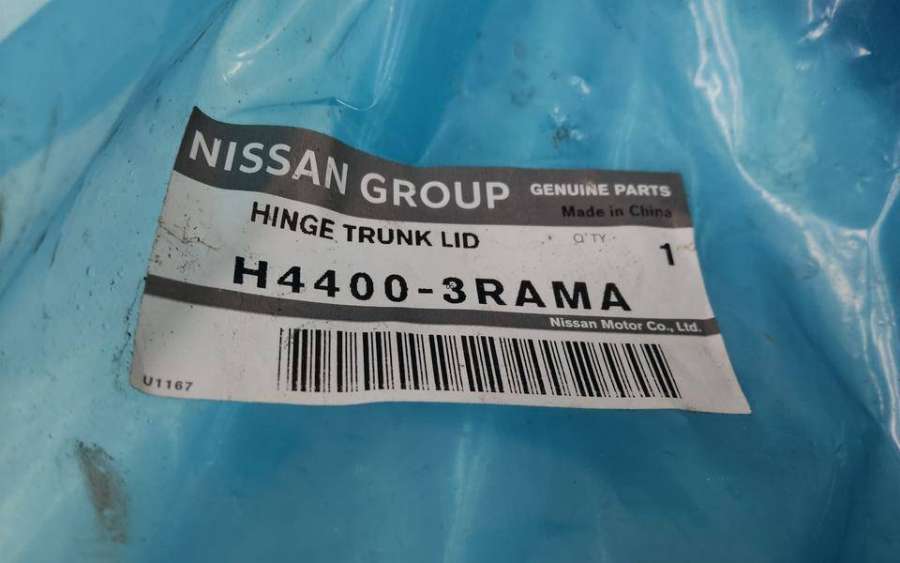 NISSAN GROUP GENUINE PARTS
Made in China
HINGE TRUNK LID Q'TY 1
H4400-3RAMA
Nissan Motor Co., Ltd.
U1167